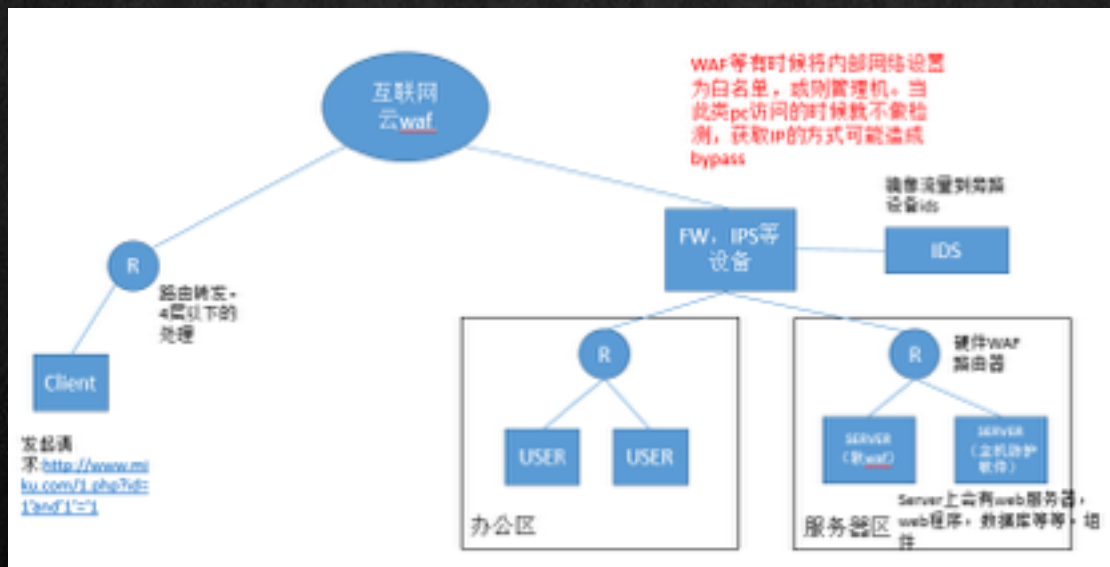 互联网
云waf
WAF等有时候将内部网络设置
为白名单，或则管理机。当
此类pc访问的时候就不做检
测，获取IP的方式可能造成
bypass
镜像流量到旁路
设备ids
FW，IPS等
设备
IDS
R
路由转发，
4层以下的
处理
Client
发起请
求:http://www.mi
ku.com/1.php?id=
1'and'1'='1
R
USER
USER
办公区
R
硬件WAF
路由器
SERVER
（软waf）
SERVER
（主机防护
软件）
Server上会有web服务器，
web程序，数据库等等，组
件
服务器区